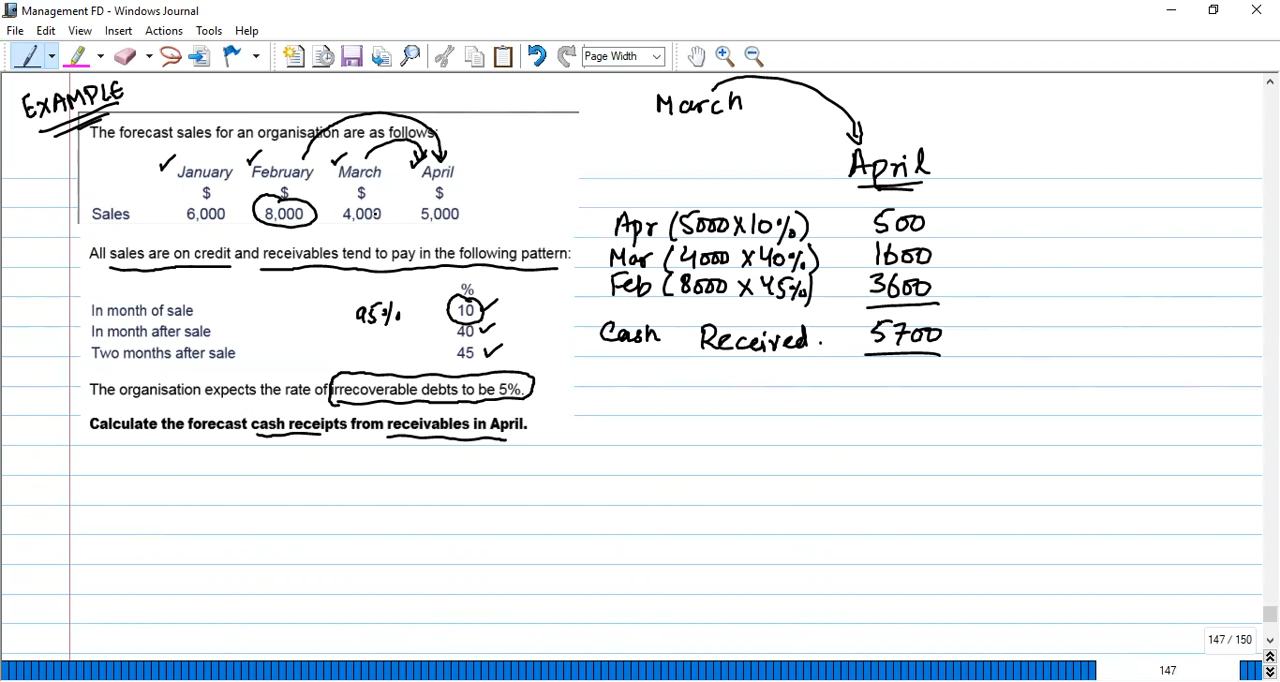 Management FD - Windows Journal
File Edit View Insert Actions Tools Help
Page Width
EXAMPLE
The forecast sales for an organisation are as follows:
January February March April
$ $ $ $
Sales 6,000 8,000 4,000 5,000
All sales are on credit and receivables tend to pay in the following pattern:
%
In month of sale 10
In month after sale 40
Two months after sale 45
95%
The organisation expects the rate of irrecoverable debts to be 5%.
Calculate the forecast cash receipts from receivables in April.
March
April
Apr (5000 X 10%) 500
Mar (4000 X 40%) 1600
Feb (8000 X 45%) 3600
Cash Received. 5700
147 / 150
147